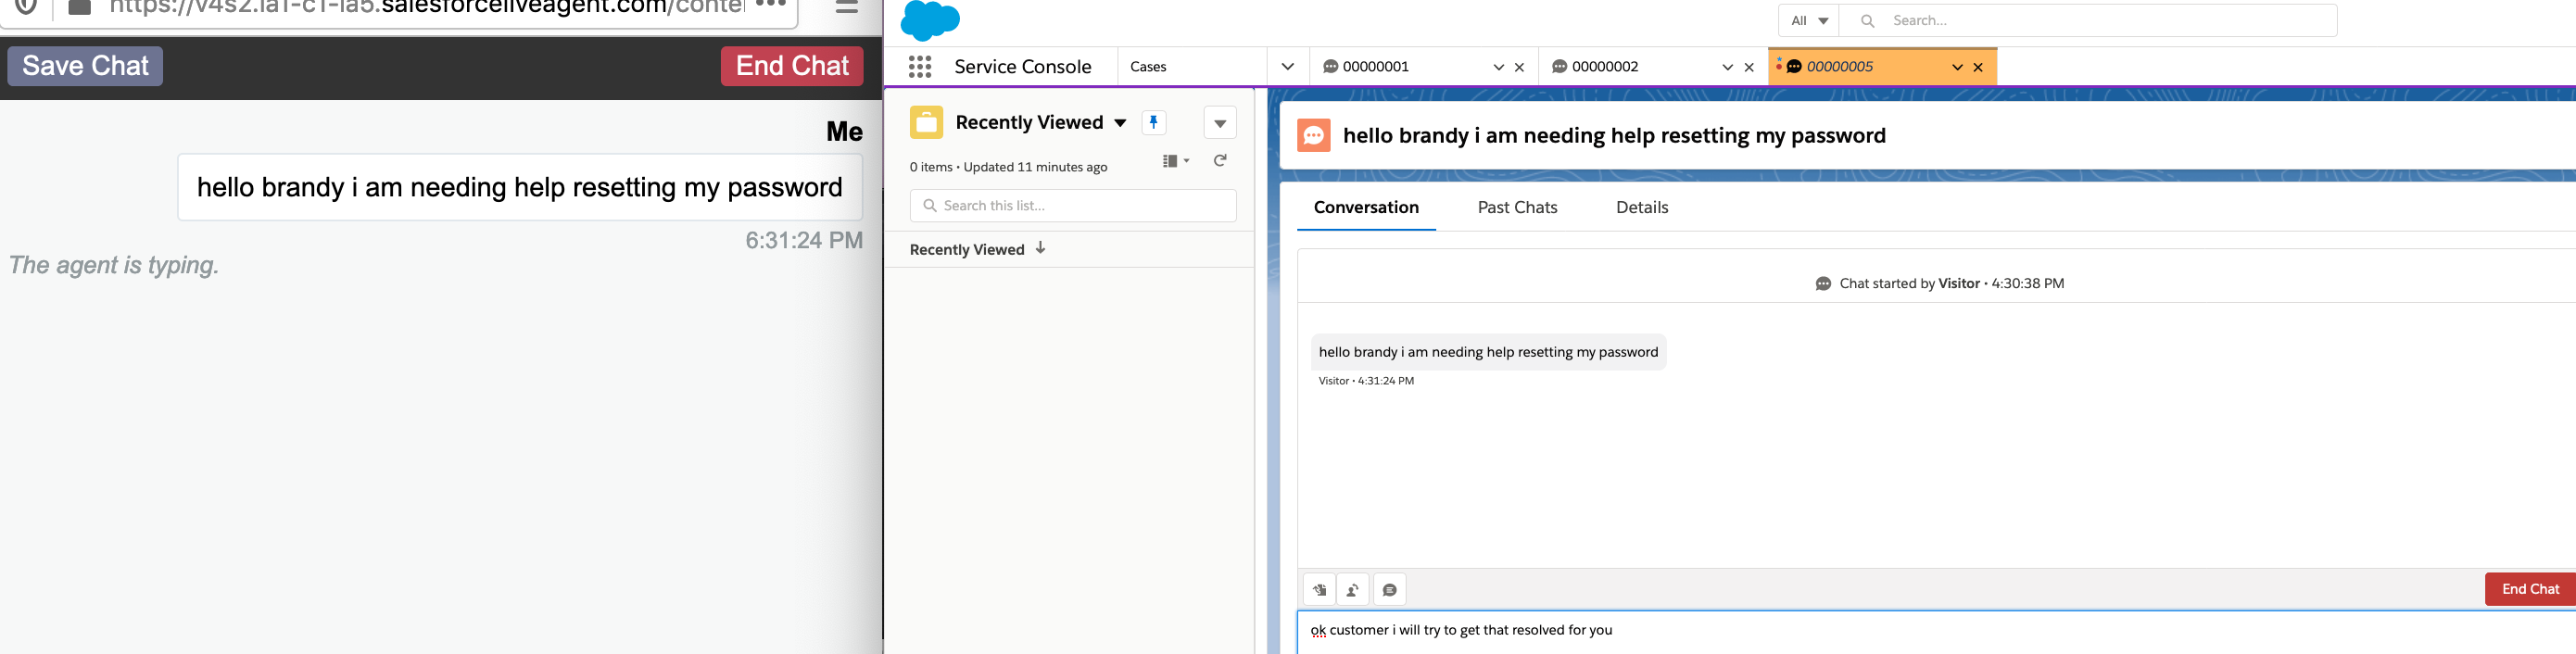 https://v4s2.la1-c1-ia5.salesforceliveagent.com/conte
Save Chat
End Chat
Me
hello brandy i am needing help resetting my password
6:31:24 PM
The agent is typing.
All
Search...
Service Console
Cases
00000001
00000002
00000005
Recently Viewed
0 items • Updated 11 minutes ago
Search this list...
Recently Viewed
hello brandy i am needing help resetting my password
Conversation
Past Chats
Details
Chat started by Visitor • 4:30:38 PM
hello brandy i am needing help resetting my password
Visitor • 4:31:24 PM
End Chat
ok customer i will try to get that resolved for you